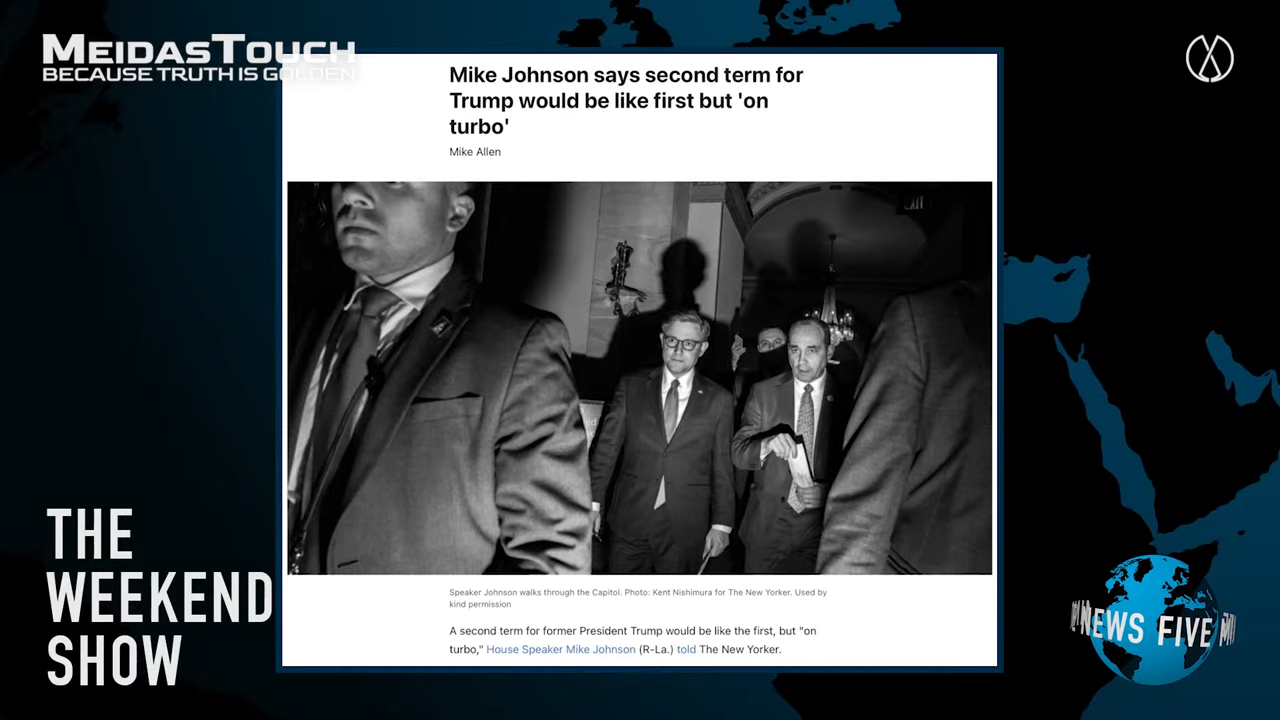 MEIDASTOUCH
BECAUSE TRUTH IS GOLDEN
Mike Johnson says second term for
Trump would be like first but 'on
turbo'
Mike Allen
EXIT
Speaker Johnson walks through the Capitol. Photo: Kent Nishimura for The New Yorker. Used by
kind permission
A second term for former President Trump would be like the first, but "on
turbo," House Speaker Mike Johnson (R-La.) told The New Yorker.
THE
WEEKEND
SHOW
NEWS FIVE